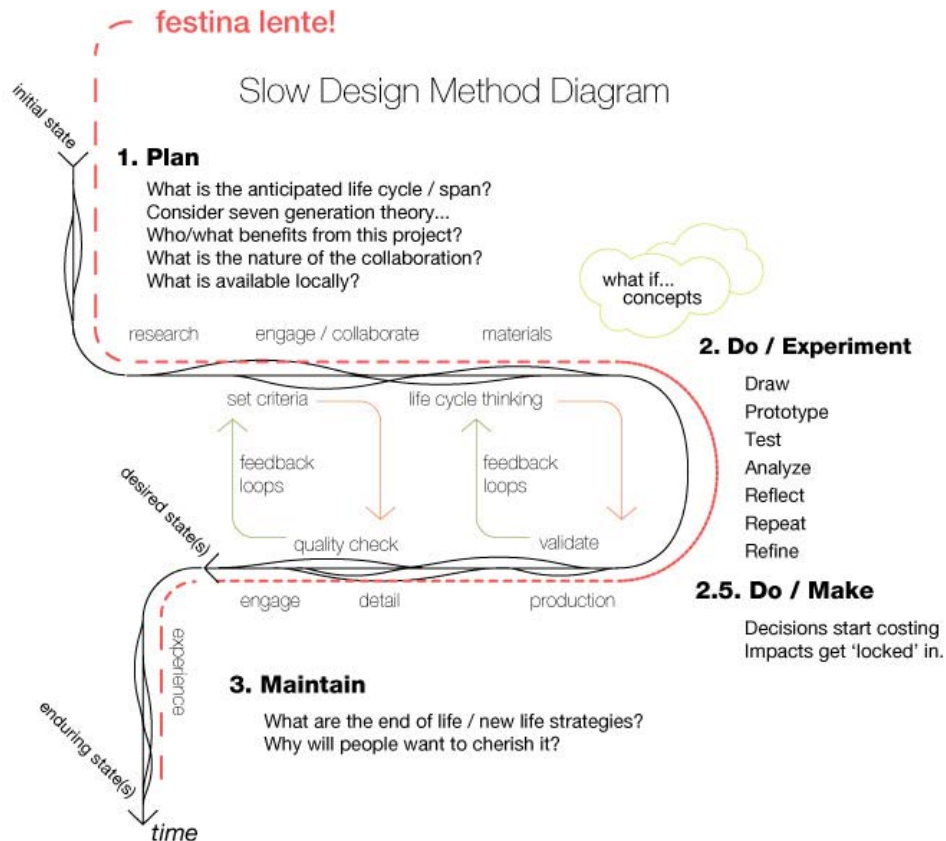 festina lente!
Slow Design Method Diagram
initial state
1. Plan
What is the anticipated life cycle / span?
Consider seven generation theory...
Who/what benefits from this project?
What is the nature of the collaboration?
What is available locally?
what if...
concepts
research
engage / collaborate
materials
2. Do / Experiment
Draw
Prototype
Test
Analyze
Reflect
Repeat
Refine
set criteria
life cycle thinking
feedback
loops
feedback
loops
quality check
validate
desired state(s)
engage
detail
production
2.5. Do / Make
Decisions start costing
Impacts get ‘locked’ in.
experience
3. Maintain
What are the end of life / new life strategies?
Why will people want to cherish it?
enduring state(s)
time